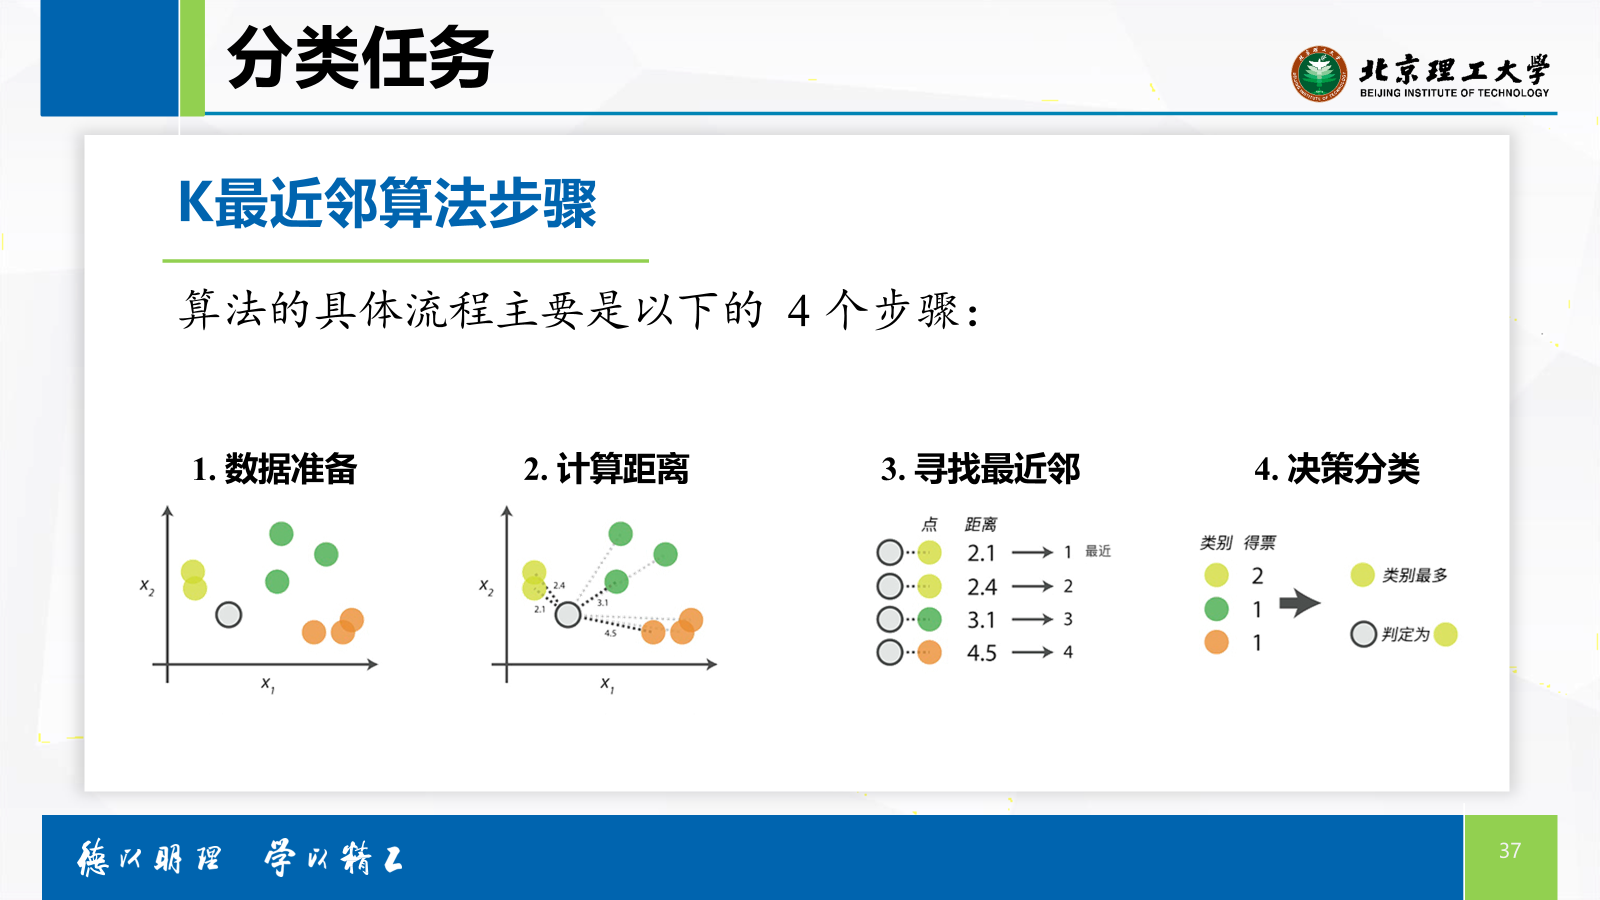 分类任务
北京理工大学
BEIJING INSTITUTE OF TECHNOLOGY
K最近邻算法步骤
算法的具体流程主要是以下的 4 个步骤：
1. 数据准备
x2
x1
2. 计算距离
x2
2.4
2.1
3.1
4.5
x1
3. 寻找最近邻
点 距离
2.1 1 最近
2.4 2
3.1 3
4.5 4
4. 决策分类
类别 得票
2
1
1
类别最多
判定为
德以明理 学以精工
37